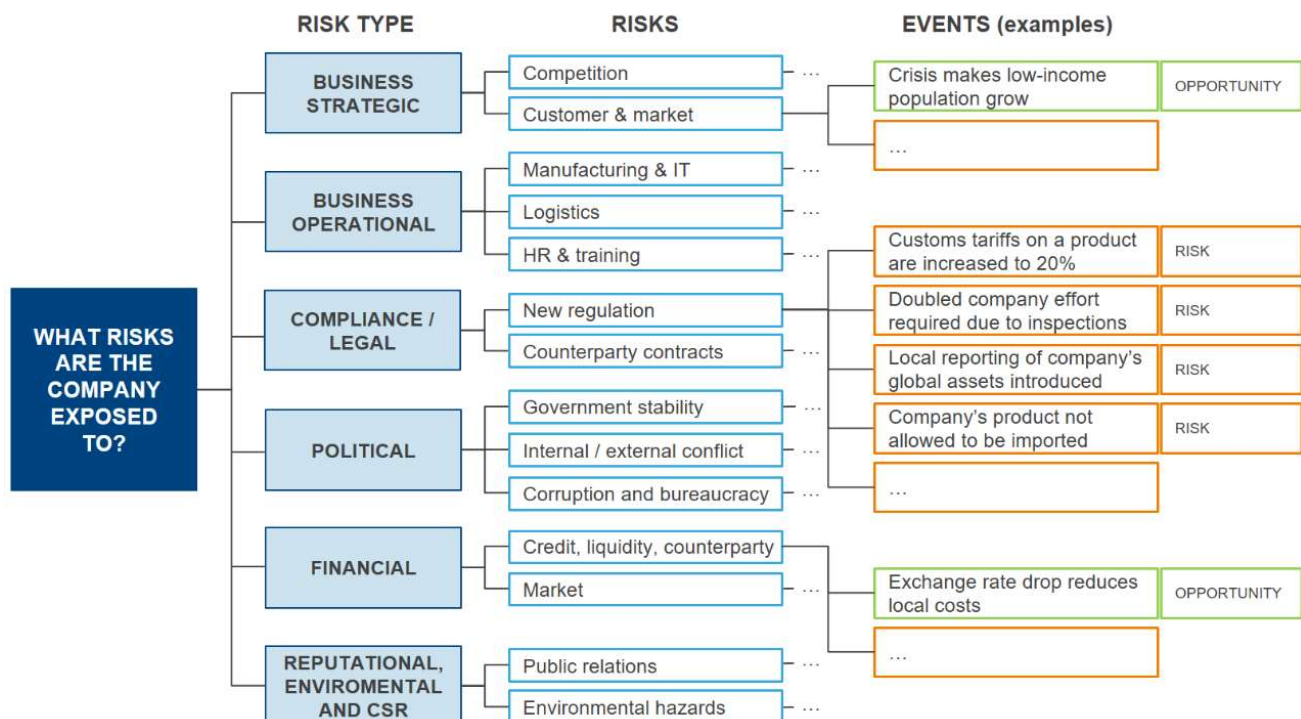 RISK TYPE
RISKS
EVENTS (examples)
WHAT RISKS
ARE THE
COMPANY
EXPOSED
TO?
BUSINESS
STRATEGIC
Competition
...
Customer & market
Crisis makes low-income
population grow
OPPORTUNITY
...
BUSINESS
OPERATIONAL
Manufacturing & IT
...
Logistics
...
HR & training
...
COMPLIANCE /
LEGAL
New regulation
Customs tariffs on a product
are increased to 20%
RISK
Doubled company effort
required due to inspections
RISK
Local reporting of company's
global assets introduced
RISK
Company's product not
allowed to be imported
RISK
...
Counterparty contracts
...
POLITICAL
Government stability
...
Internal / external conflict
...
Corruption and bureaucracy
...
FINANCIAL
Credit, liquidity, counterparty
Exchange rate drop reduces
local costs
OPPORTUNITY
...
Market
...
REPUTATIONAL,
ENVIROMENTAL
AND CSR
Public relations
...
Environmental hazards
...